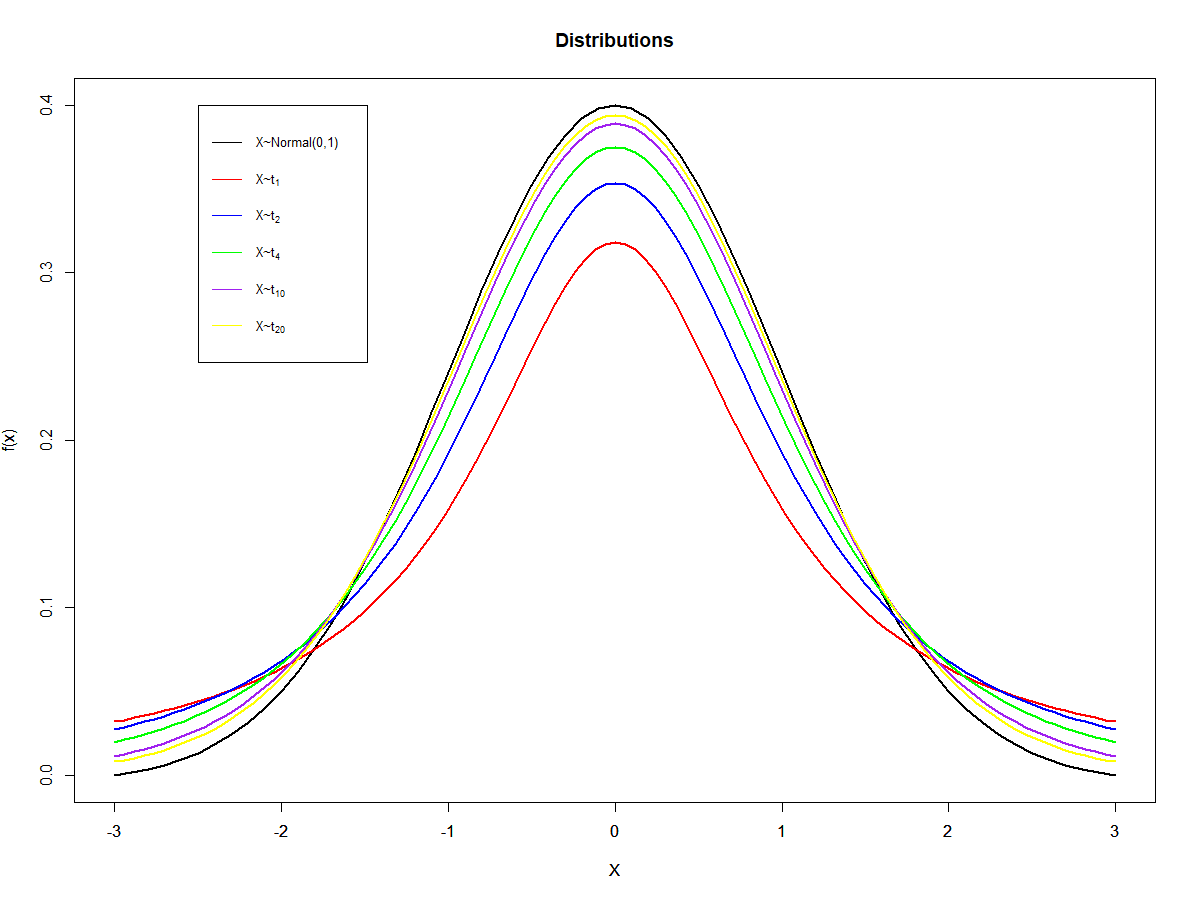 Distributions
X~Normal(0,1)
X~t₁
X~t₂
X~t₄
X~t₁₀
X~t₂₀
f(x)
0.4
0.3
0.2
0.1
0.0
-3 -2 -1 0 1 2 3
X